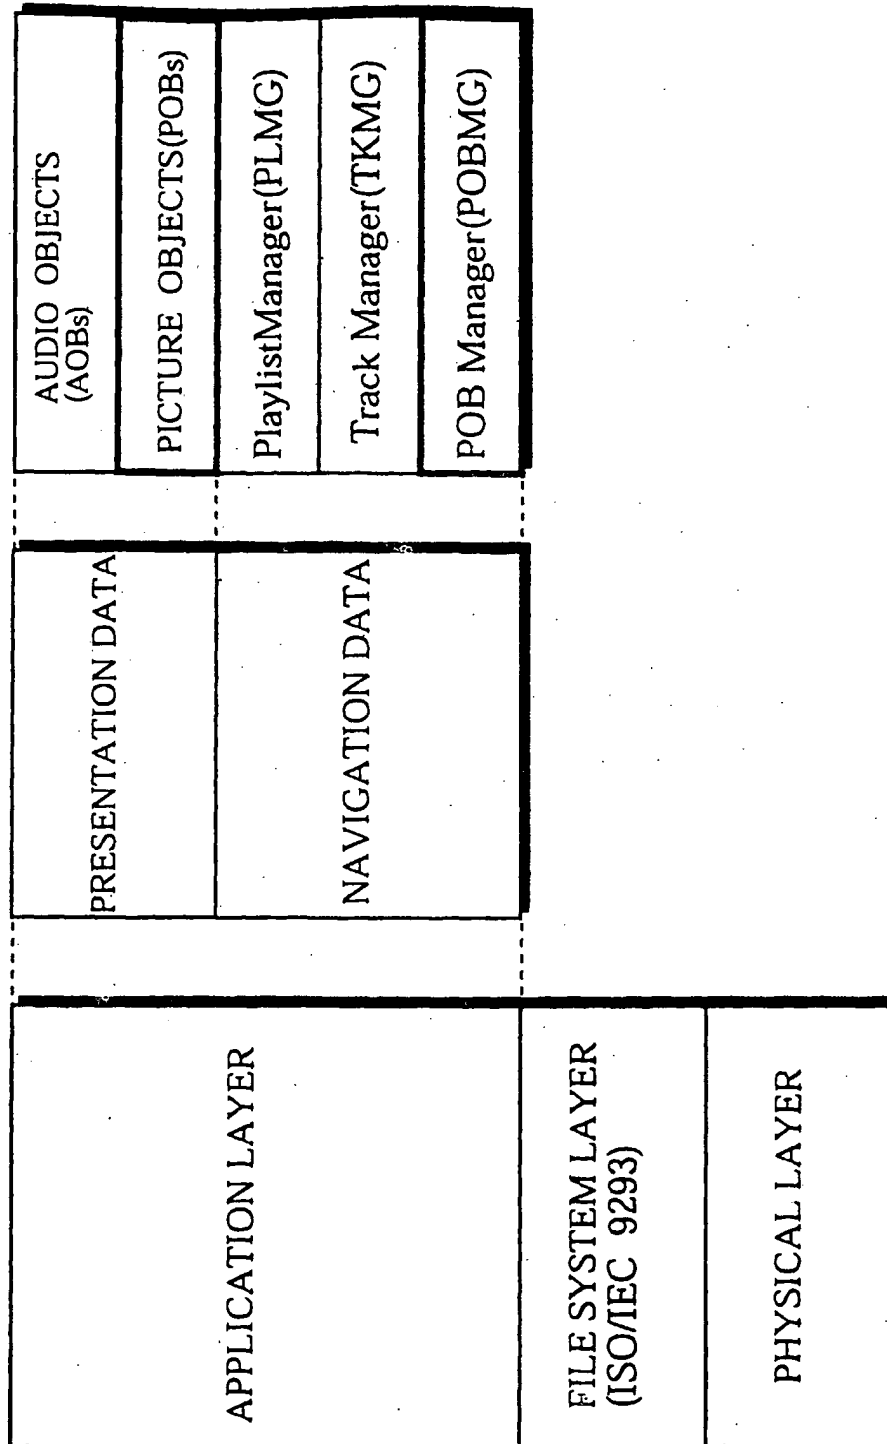 APPLICATION LAYER
FILE SYSTEM LAYER
(ISO/IEC 9293)
PHYSICAL LAYER
PRESENTATION DATA
NAVIGATION DATA
AUDIO OBJECTS
(AOBs)
PICTURE OBJECTS(POBs)
PlaylistManager(PLMG)
Track Manager(TKMG)
POB Manager(POBMG)